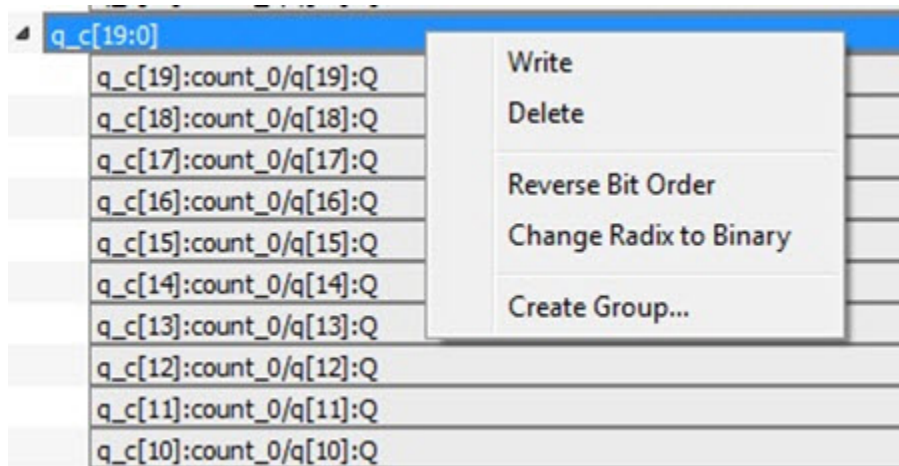 q_c[19:0]
q_c[19]:count_0/q[19]:Q
q_c[18]:count_0/q[18]:Q
q_c[17]:count_0/q[17]:Q
q_c[16]:count_0/q[16]:Q
q_c[15]:count_0/q[15]:Q
q_c[14]:count_0/q[14]:Q
q_c[13]:count_0/q[13]:Q
q_c[12]:count_0/q[12]:Q
q_c[11]:count_0/q[11]:Q
q_c[10]:count_0/q[10]:Q
Write
Delete
Reverse Bit Order
Change Radix to Binary
Create Group...